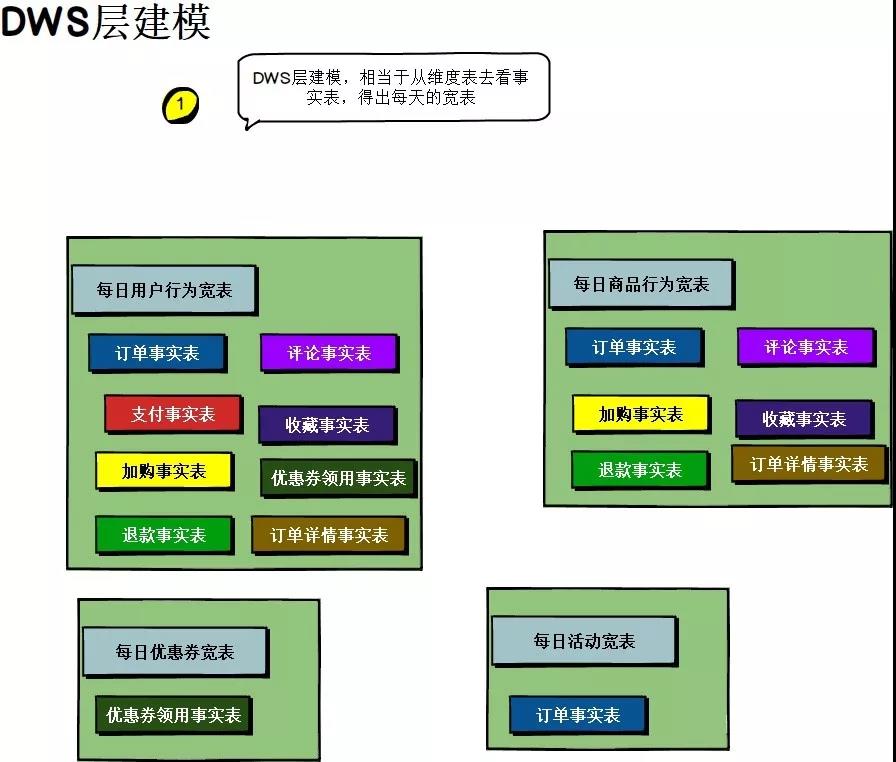 DWS层建模
1
DWS层建模，相当于从维度表去看事
实表，得出每天的宽表
每日用户行为宽表
订单事实表
评论事实表
支付事实表
收藏事实表
加购事实表
优惠券领用事实表
退款事实表
订单详情事实表
每日商品行为宽表
订单事实表
评论事实表
加购事实表
收藏事实表
退款事实表
订单详情事实表
每日优惠券宽表
优惠券领用事实表
每日活动宽表
订单事实表